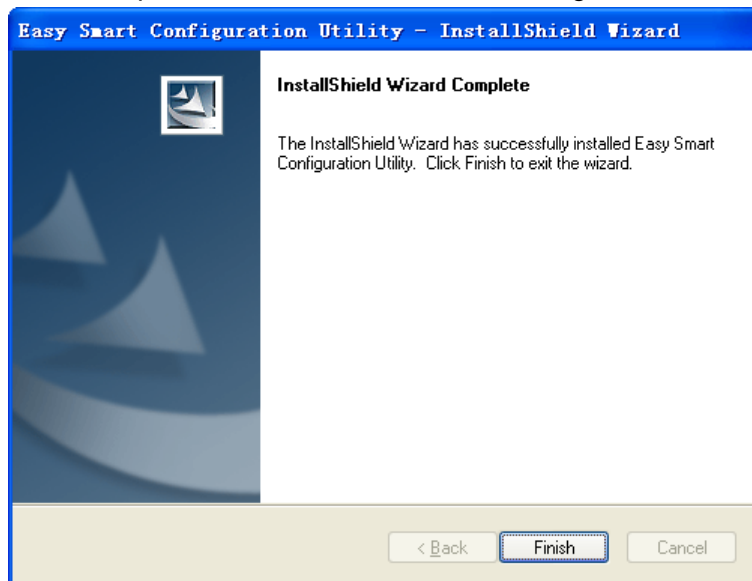 Easy Smart Configuration Utility - InstallShield Wizard
InstallShield Wizard Complete
The InstallShield Wizard has successfully installed Easy Smart
Configuration Utility. Click Finish to exit the wizard.
< Back
Finish
Cancel